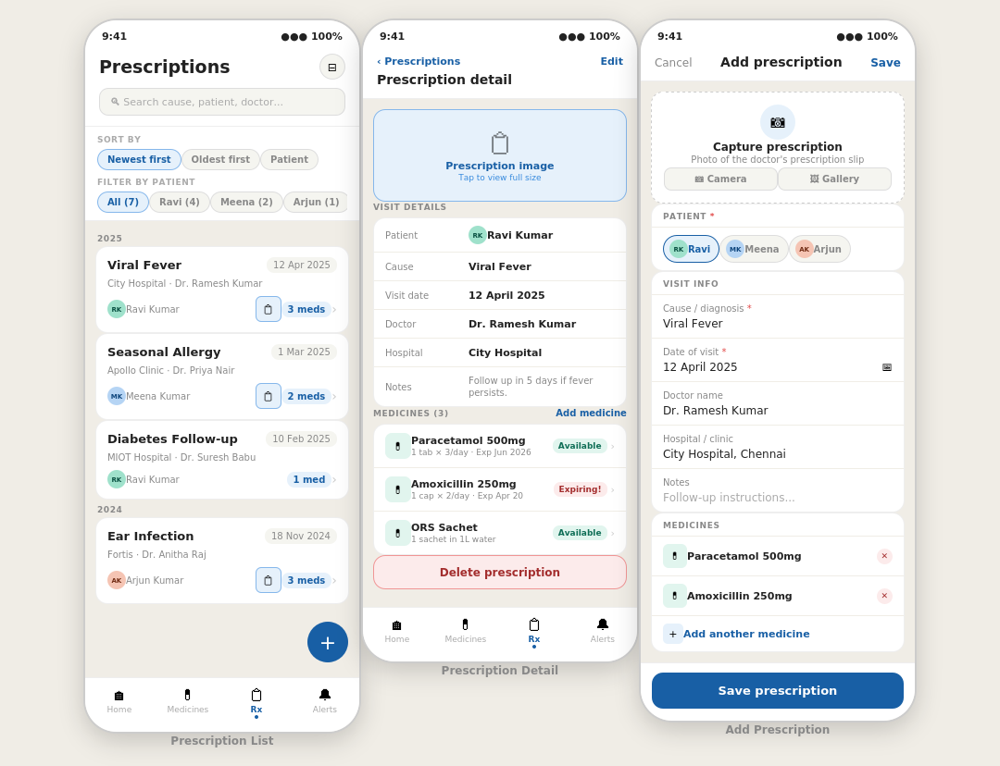 9:41
●●● 100%
Prescriptions
Search cause, patient, doctor...
SORT BY
Newest first
Oldest first
Patient
FILTER BY PATIENT
All (7)
Ravi (4)
Meena (2)
Arjun (1)
2025
Viral Fever
12 Apr 2025
City Hospital · Dr. Ramesh Kumar
RK Ravi Kumar
3 meds ›
Seasonal Allergy
1 Mar 2025
Apollo Clinic · Dr. Priya Nair
MK Meena Kumar
2 meds ›
Diabetes Follow-up
10 Feb 2025
MIOT Hospital · Dr. Suresh Babu
RK Ravi Kumar
1 med ›
2024
Ear Infection
18 Nov 2024
Fortis · Dr. Anitha Raj
AK Arjun Kumar
3 meds ›
+
Home
Medicines
Rx
Alerts
Prescription List
9:41
●●● 100%
‹ Prescriptions
Edit
Prescription detail
Prescription image
Tap to view full size
VISIT DETAILS
Patient
RK Ravi Kumar
Cause
Viral Fever
Visit date
12 April 2025
Doctor
Dr. Ramesh Kumar
Hospital
City Hospital
Notes
Follow up in 5 days if fever
persists.
MEDICINES (3)
Add medicine
Paracetamol 500mg
1 tab × 3/day · Exp Jun 2026
Available ›
Amoxicillin 250mg
1 cap × 2/day · Exp Apr 20
Expiring! ›
ORS Sachet
1 sachet in 1L water
Available ›
Delete prescription
Home
Medicines
Rx
Alerts
Prescription Detail
9:41
●●● 100%
Cancel
Add prescription
Save
Capture prescription
Photo of the doctor's prescription slip
Camera
Gallery
PATIENT *
RK Ravi
MK Meena
AK Arjun
VISIT INFO
Cause / diagnosis *
Viral Fever
Date of visit *
12 April 2025
Doctor name
Dr. Ramesh Kumar
Hospital / clinic
City Hospital, Chennai
Notes
Follow-up instructions...
MEDICINES
Paracetamol 500mg
×
Amoxicillin 250mg
×
+ Add another medicine
Save prescription
Add Prescription